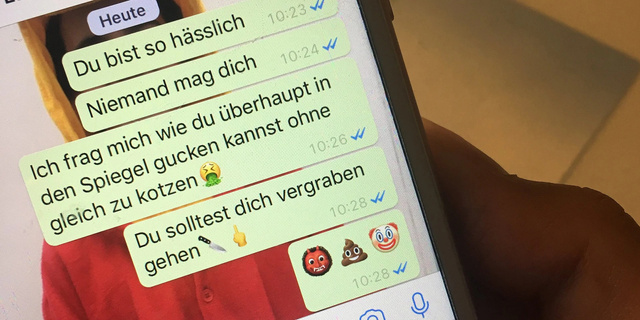 Heute
Du bist so hässlich 10:23
Niemand mag dich 10:24
Ich frag mich wie du überhaupt in
den Spiegel gucken kannst ohne
gleich zu kotzen🤮 10:26
Du solltest dich vergraben
gehen🔪🖕 10:28
👹💩🤡
10:28